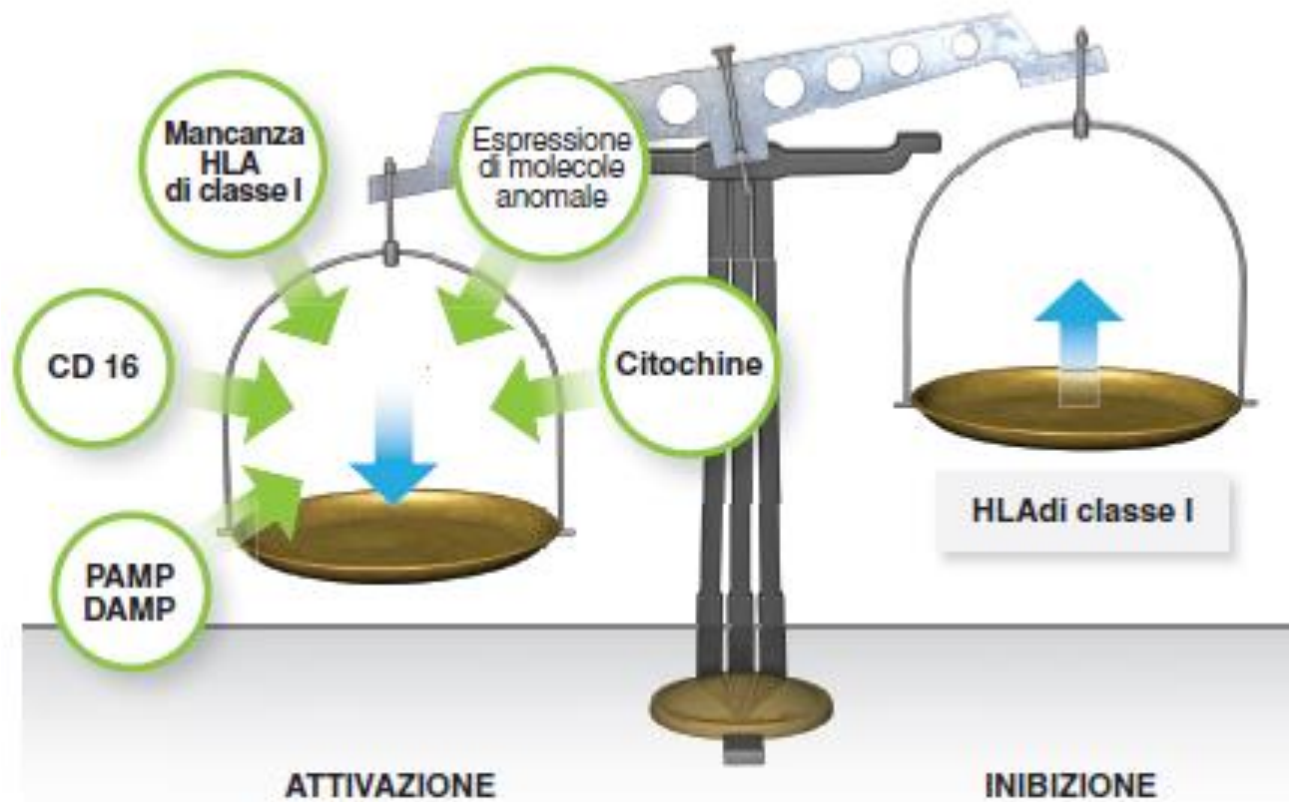 Mancanza
HLA
di classe I
Espressione
di molecole
anomale
CD 16
Citochine
PAMP
DAMP
HLAdi classe I
ATTIVAZIONE
INIBIZIONE